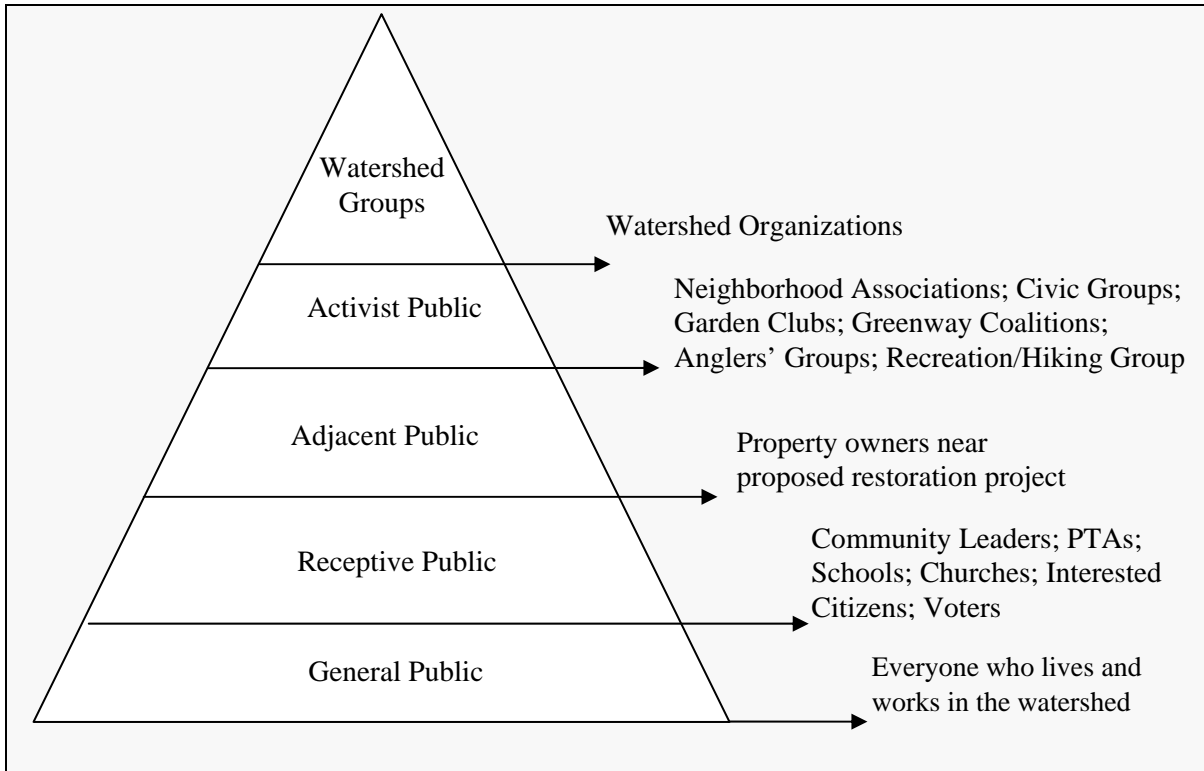 Watershed
Groups
Watershed Organizations
Activist Public
Neighborhood Associations; Civic Groups;
Garden Clubs; Greenway Coalitions;
Anglers’ Groups; Recreation/Hiking Group
Adjacent Public
Property owners near
proposed restoration project
Receptive Public
Community Leaders; PTAs;
Schools; Churches; Interested
Citizens; Voters
General Public
Everyone who lives and
works in the watershed